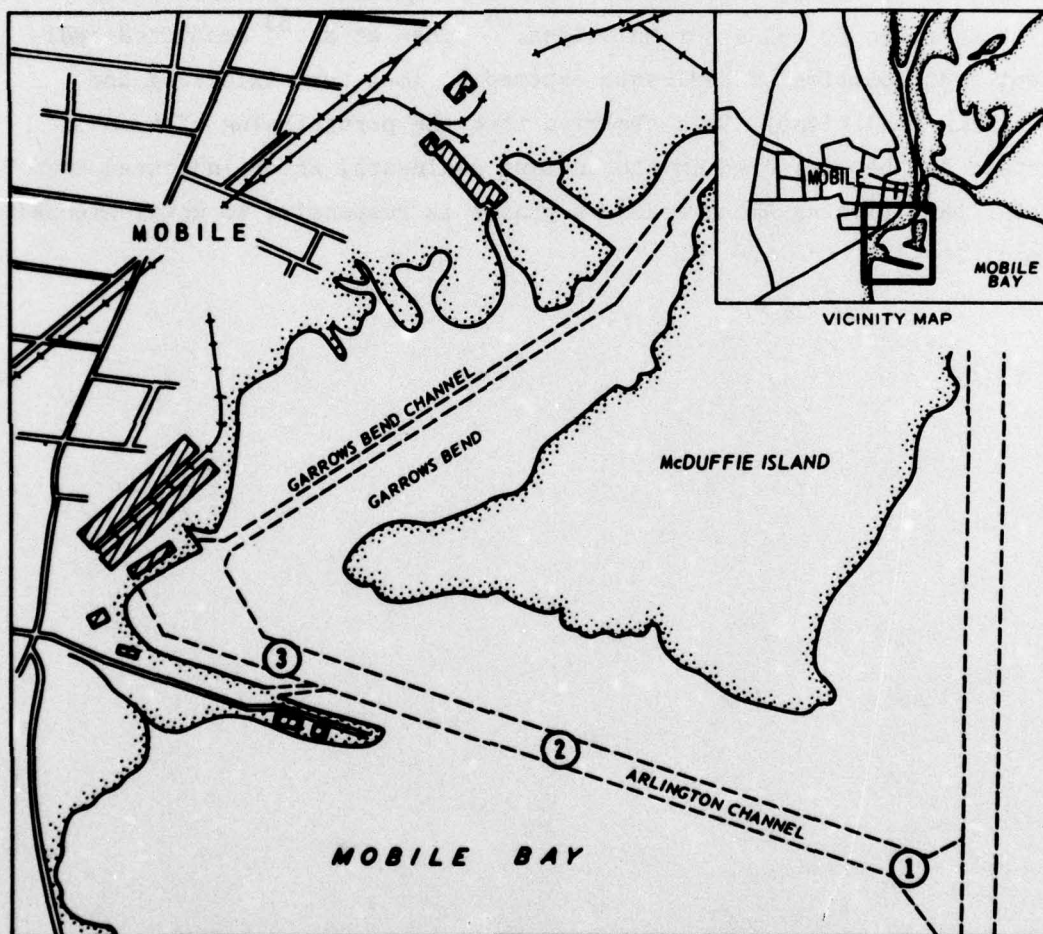 MOBILE
MOBILE
MOBILE
BAY
VICINITY MAP
GARROWS BEND CHANNEL
GARROWS BEND
McDUFFIE ISLAND
3
2
ARLINGTON CHANNEL
1
MOBILE BAY